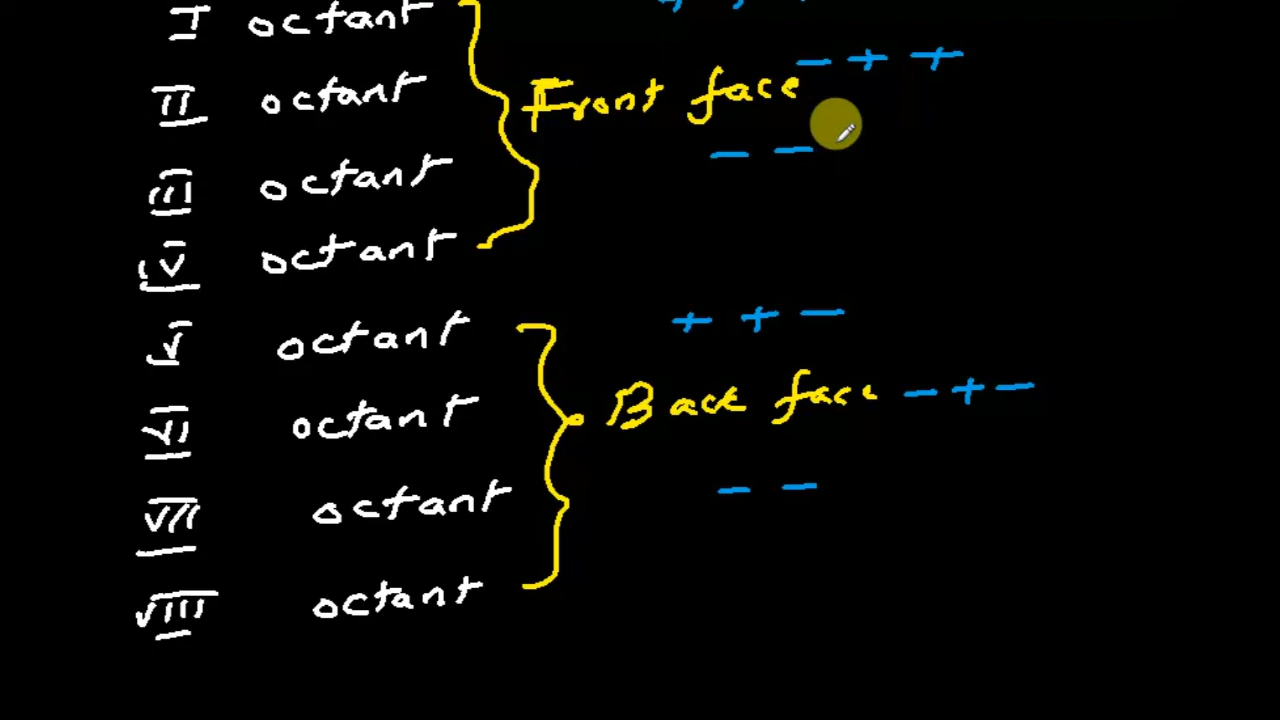 I octant
+ + +
II octant
Front face
− + +
III octant
− −
IV octant
V octant
+ + −
VI octant
Back face − + −
VII octant
− −
VIII octant